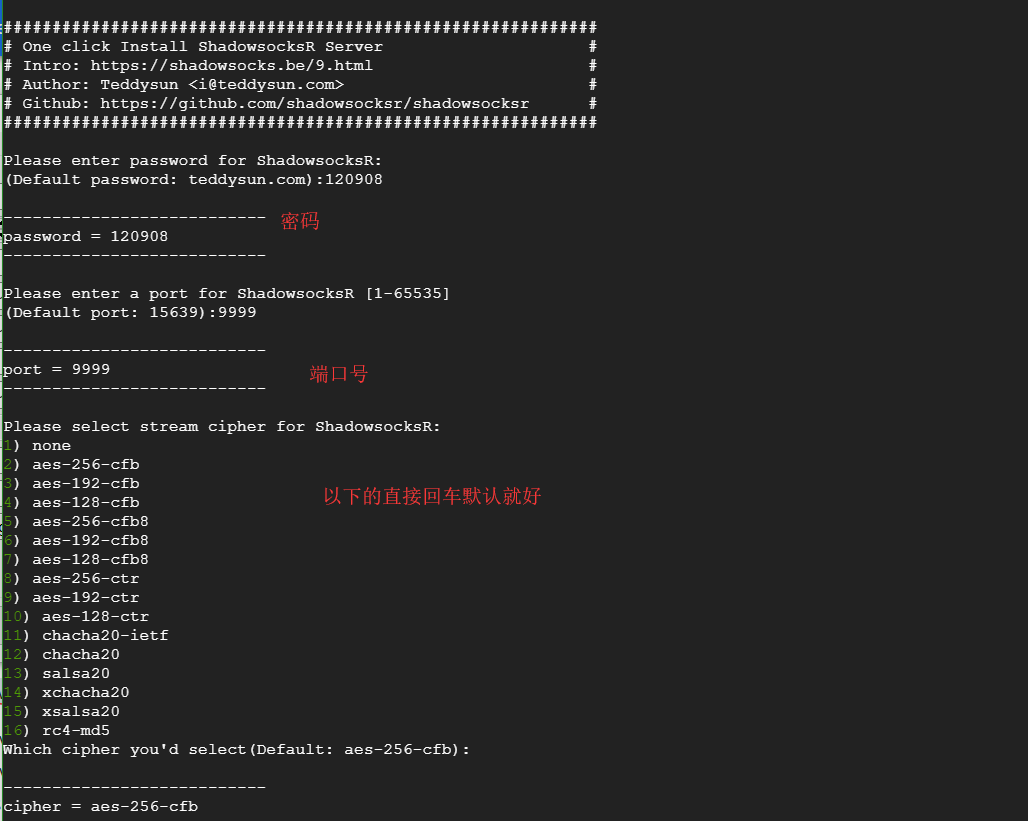 #############################################################
# One click Install ShadowsocksR Server #
# Intro: https://shadowsocks.be/9.html #
# Author: Teddysun <i@teddysun.com> #
# Github: https://github.com/shadowsocksr/shadowsocksr #
#############################################################
Please enter password for ShadowsocksR:
(Default password: teddysun.com):120908
---------------------------
密码
password = 120908
---------------------------
Please enter a port for ShadowsocksR [1-65535]
(Default port: 15639):9999
---------------------------
port = 9999
端口号
---------------------------
Please select stream cipher for ShadowsocksR:
1) none
2) aes-256-cfb
3) aes-192-cfb
4) aes-128-cfb
以下的直接回车默认就好
5) aes-256-cfb8
6) aes-192-cfb8
7) aes-128-cfb8
8) aes-256-ctr
9) aes-192-ctr
10) aes-128-ctr
11) chacha20-ietf
12) chacha20
13) salsa20
14) xchacha20
15) xsalsa20
16) rc4-md5
Which cipher you'd select(Default: aes-256-cfb):
---------------------------
cipher = aes-256-cfb